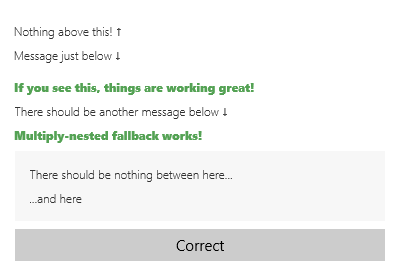 Nothing above this! ↑
Message just below ↓
If you see this, things are working great!
There should be another message below ↓
Multiply-nested fallback works!
There should be nothing between here...
...and here
Correct